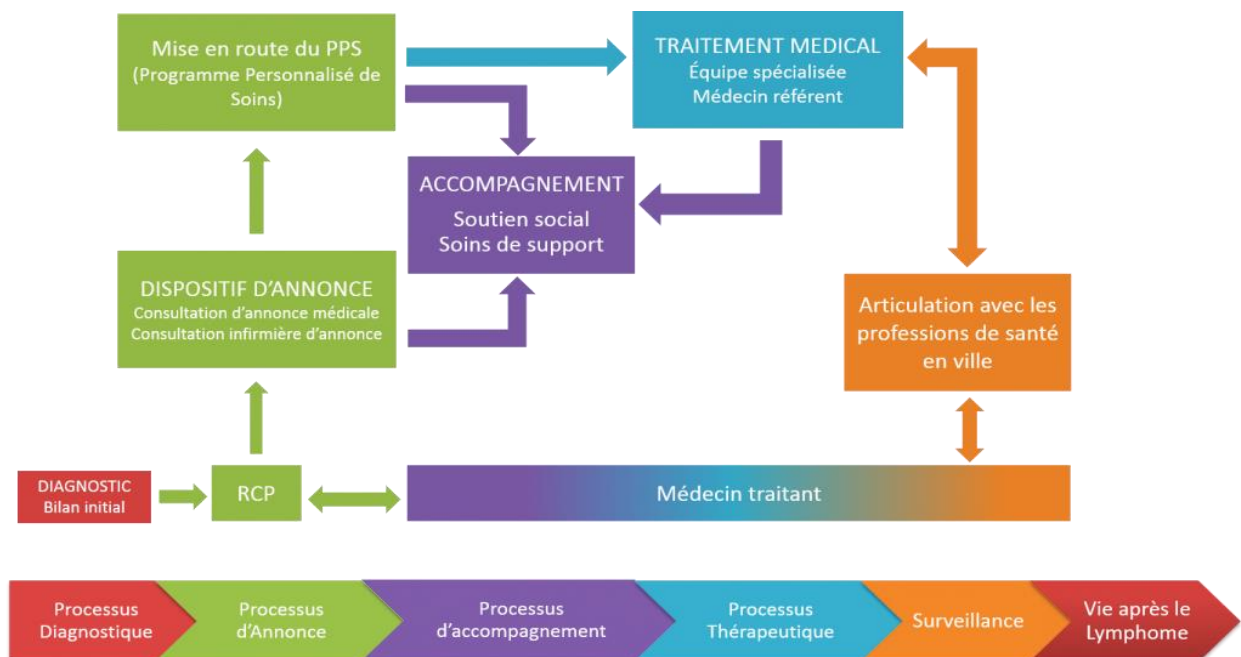 Mise en route du PPS
(Programme Personnalisé de
Soins)
TRAITEMENT MEDICAL
Équipe spécialisée
Médecin référent
ACCOMPAGNEMENT
Soutien social
Soins de support
DISPOSITIF D’ANNONCE
Consultation d’annonce médicale
Consultation infirmière d’annonce
Articulation avec les
professions de santé
en ville
DIAGNOSTIC
Bilan initial
RCP
Médecin traitant
Processus
Diagnostique
Processus
d’Annonce
Processus
d’accompagnement
Processus
Thérapeutique
Surveillance
Vie après le
Lymphome